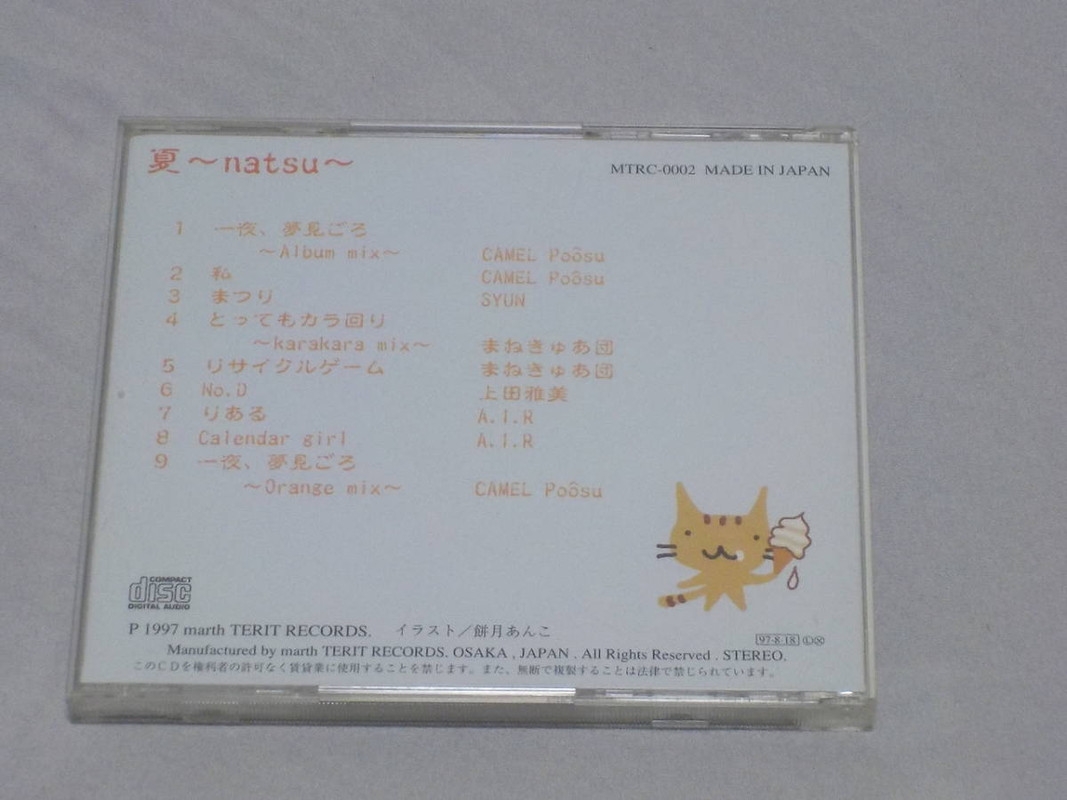 夏～natsu～
MTRC-0002 MADE IN JAPAN
1 一夜、夢見ごろ
～Album mix～ CAMEL Poôsu
2 私 CAMEL Poôsu
3 まつり SYUN
4 とってもカラ回り
～karakara mix～ まねきゅあ団
5 リサイクルゲーム まねきゅあ団
6 No.D 上田雅美
7 りある A.I.R
8 Calendar girl A.I.R
9 一夜、夢見ごろ
～Orange mix～ CAMEL Poôsu
COMPACT
disc
DIGITAL AUDIO
P 1997 marth TERIT RECORDS. イラスト／餅月あんこ
97・8・18 Ⓛ Ⓧ
Manufactured by marth TERIT RECORDS. OSAKA , JAPAN . All Rights Reserved . STEREO.
このCDを権利者の許可なく賃貸業に使用することを禁じます。また、無断で複製することは法律で禁じられています。